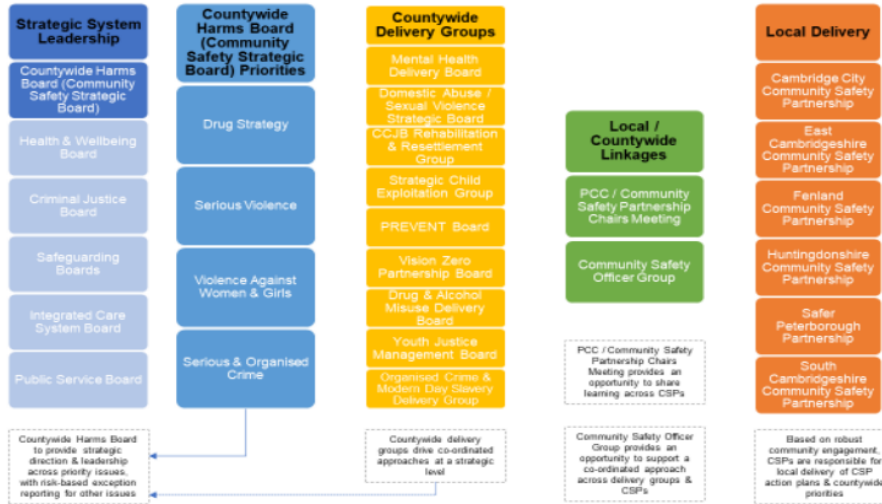 Strategic System
Leadership
Countywide Harms
Board (Community
Safety Strategic
Board)
Health & Wellbeing
Board
Criminal Justice
Board
Safeguarding
Boards
Integrated Care
System Board
Public Service Board
Countywide Harms Board
to provide strategic
direction & leadership
across priority issues,
with risk-based exception
reporting for other issues
Countywide
Harms Board
(Community
Safety Strategic
Board) Priorities
Drug Strategy
Serious Violence
Violence Against
Women & Girls
Serious & Organised
Crime
Countywide
Delivery Groups
Mental Health
Delivery Board
Domestic Abuse /
Sexual Violence
Strategic Board
CCJB Rehabilitation
& Resettlement
Group
Strategic Child
Exploitation Group
PREVENT Board
Vision Zero
Partnership Board
Drug & Alcohol
Misuse Delivery
Board
Youth Justice
Management Board
Organised Crime &
Modern Day Slavery
Delivery Group
Countywide delivery
groups drive co-ordinated
approaches at a strategic
level
Local /
Countywide
Linkages
PCC / Community
Safety Partnership
Chairs Meeting
Community Safety
Officer Group
PCC / Community Safety
Partnership Chairs
Meeting provides an
opportunity to share
learning across CSPs
Community Safety Officer
Group provides an
opportunity to support a
co-ordinated approach
across delivery groups &
CSPs
Local Delivery
Cambridge City
Community Safety
Partnership
East
Cambridgeshire
Community Safety
Partnership
Fenland
Community Safety
Partnership
Huntingdonshire
Community Safety
Partnership
Safer
Peterborough
Partnership
South
Cambridgeshire
Community Safety
Partnership
Based on robust
community engagement,
CSPs are responsible for
local delivery of CSP
action plans & countywide
priorities